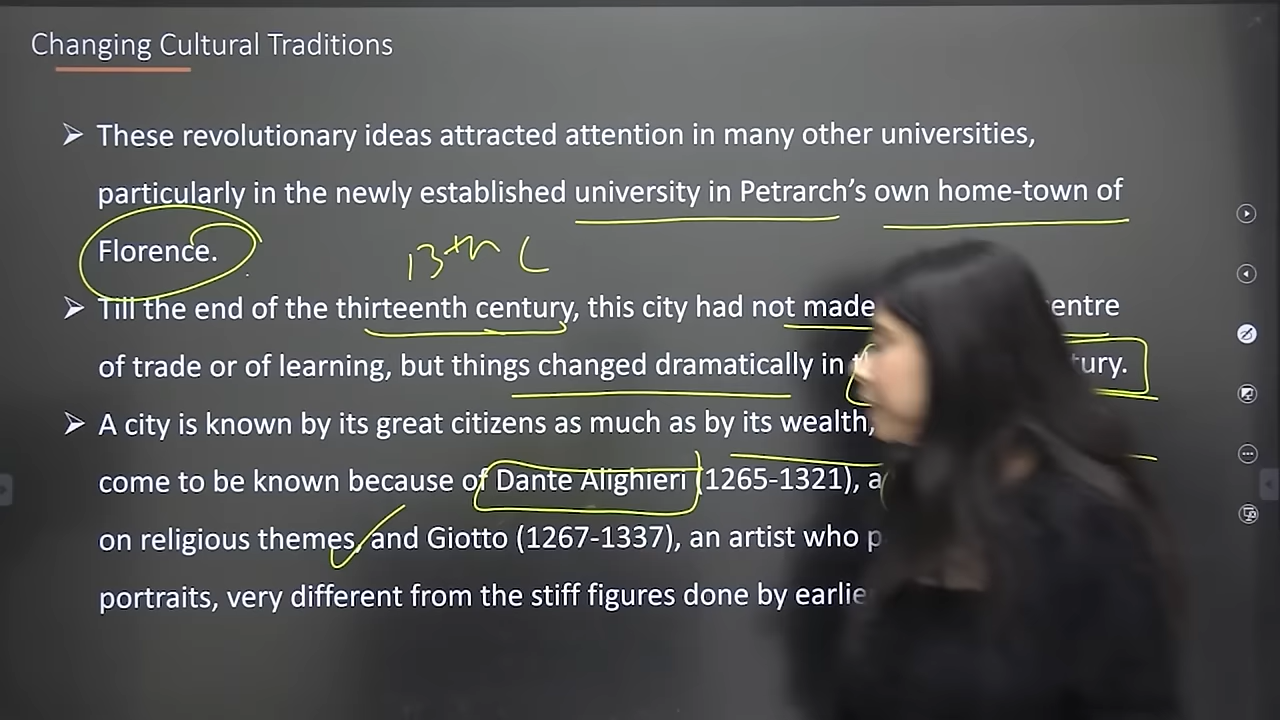 Changing Cultural Traditions
These revolutionary ideas attracted attention in many other universities,
particularly in the newly established university in Petrarch's own home-town of
Florence.
13th C
Till the end of the thirteenth century, this city had not made
of trade or of learning, but things changed dramatically in
A city is known by its great citizens as much as by its wealth,
come to be known because of Dante Alighieri (1265-1321),
on religious themes, and Giotto (1267-1337), an artist who
portraits, very different from the stiff figures done by